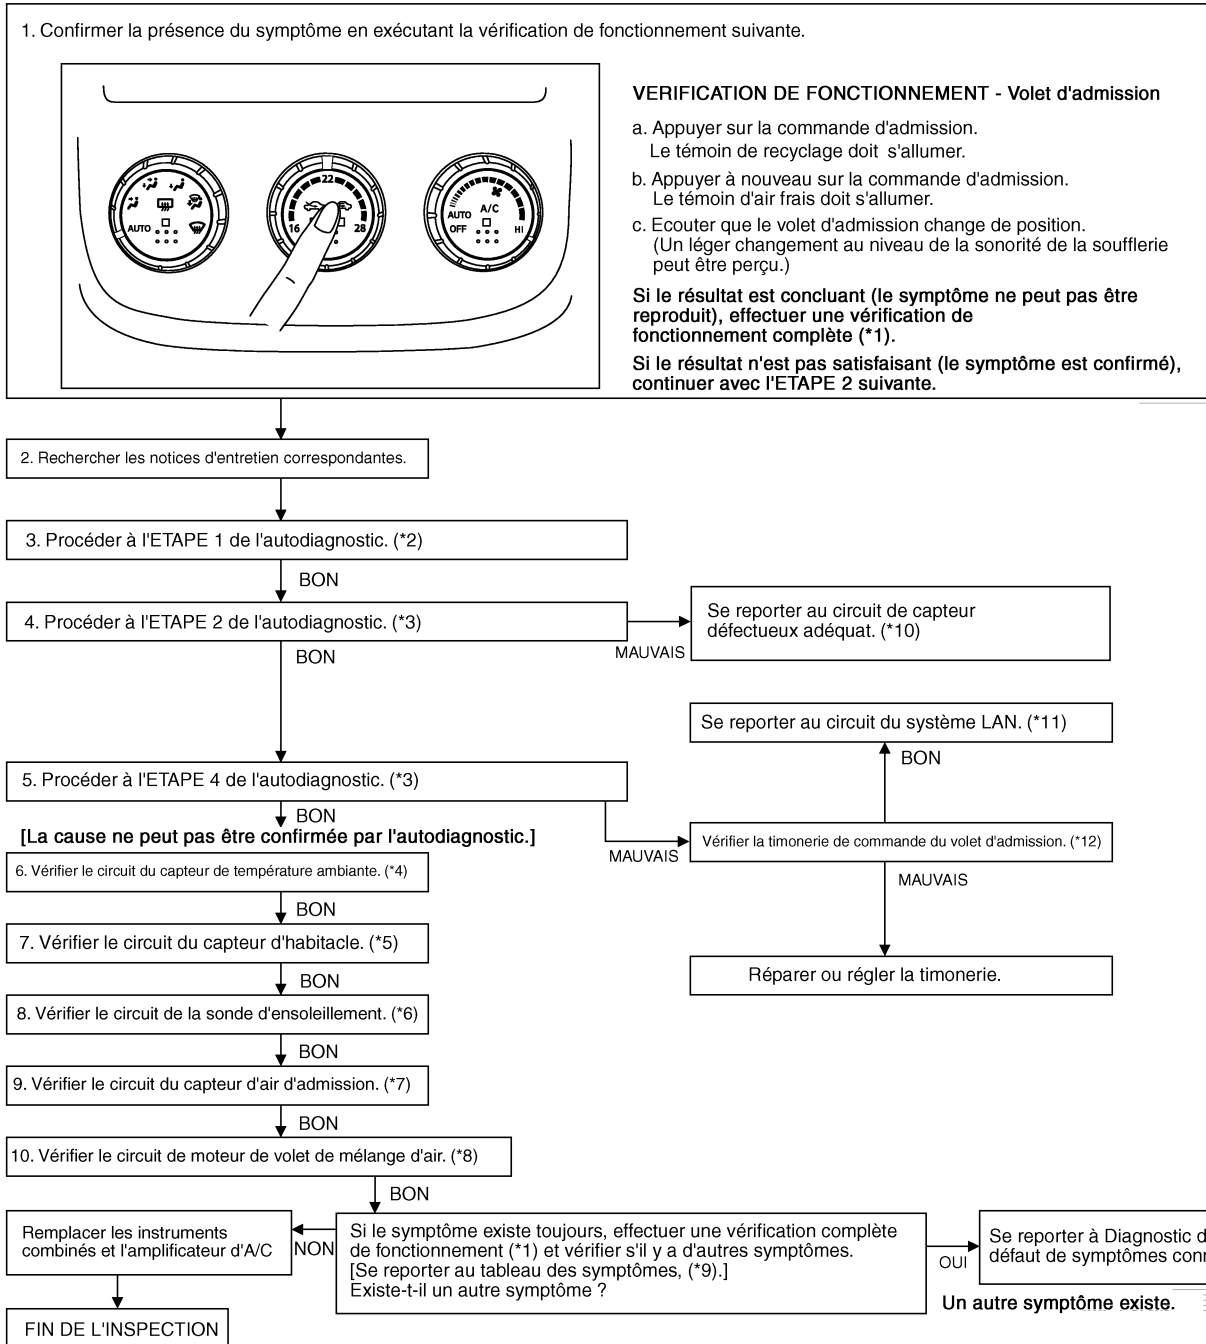 1. Confirmer la présence du symptôme en exécutant la vérification de fonctionnement suivante.
22
16
28
AUTO
AUTO
A/C
OFF
HI
VERIFICATION DE FONCTIONNEMENT - Volet d'admission
a. Appuyer sur la commande d'admission.
Le témoin de recyclage doit s'allumer.
b. Appuyer à nouveau sur la commande d'admission.
Le témoin d'air frais doit s'allumer.
c. Ecouter que le volet d'admission change de position.
(Un léger changement au niveau de la sonorité de la soufflerie
peut être perçu.)
Si le résultat est concluant (le symptôme ne peut pas être
reproduit), effectuer une vérification de
fonctionnement complète (*1).
Si le résultat n'est pas satisfaisant (le symptôme est confirmé),
continuer avec l'ETAPE 2 suivante.
2. Rechercher les notices d'entretien correspondantes.
3. Procéder à l'ETAPE 1 de l'autodiagnostic. (*2)
BON
4. Procéder à l'ETAPE 2 de l'autodiagnostic. (*3)
MAUVAIS
Se reporter au circuit de capteur
défectueux adéquat. (*10)
BON
Se reporter au circuit du système LAN. (*11)
BON
5. Procéder à l'ETAPE 4 de l'autodiagnostic. (*3)
BON
[La cause ne peut pas être confirmée par l'autodiagnostic.]
MAUVAIS
Vérifier la timonerie de commande du volet d'admission. (*12)
MAUVAIS
Réparer ou régler la timonerie.
6. Vérifier le circuit du capteur de température ambiante. (*4)
BON
7. Vérifier le circuit du capteur d'habitacle. (*5)
BON
8. Vérifier le circuit de la sonde d'ensoleillement. (*6)
BON
9. Vérifier le circuit du capteur d'air d'admission. (*7)
BON
10. Vérifier le circuit de moteur de volet de mélange d'air. (*8)
BON
Remplacer les instruments
combinés et l'amplificateur d'A/C
NON
Si le symptôme existe toujours, effectuer une vérification complète
de fonctionnement (*1) et vérifier s'il y a d'autres symptômes.
[Se reporter au tableau des symptômes, (*9).]
Existe-t-il un autre symptôme ?
OUI
Se reporter à Diagnostic d
défaut de symptômes con
Un autre symptôme existe.
FIN DE L'INSPECTION